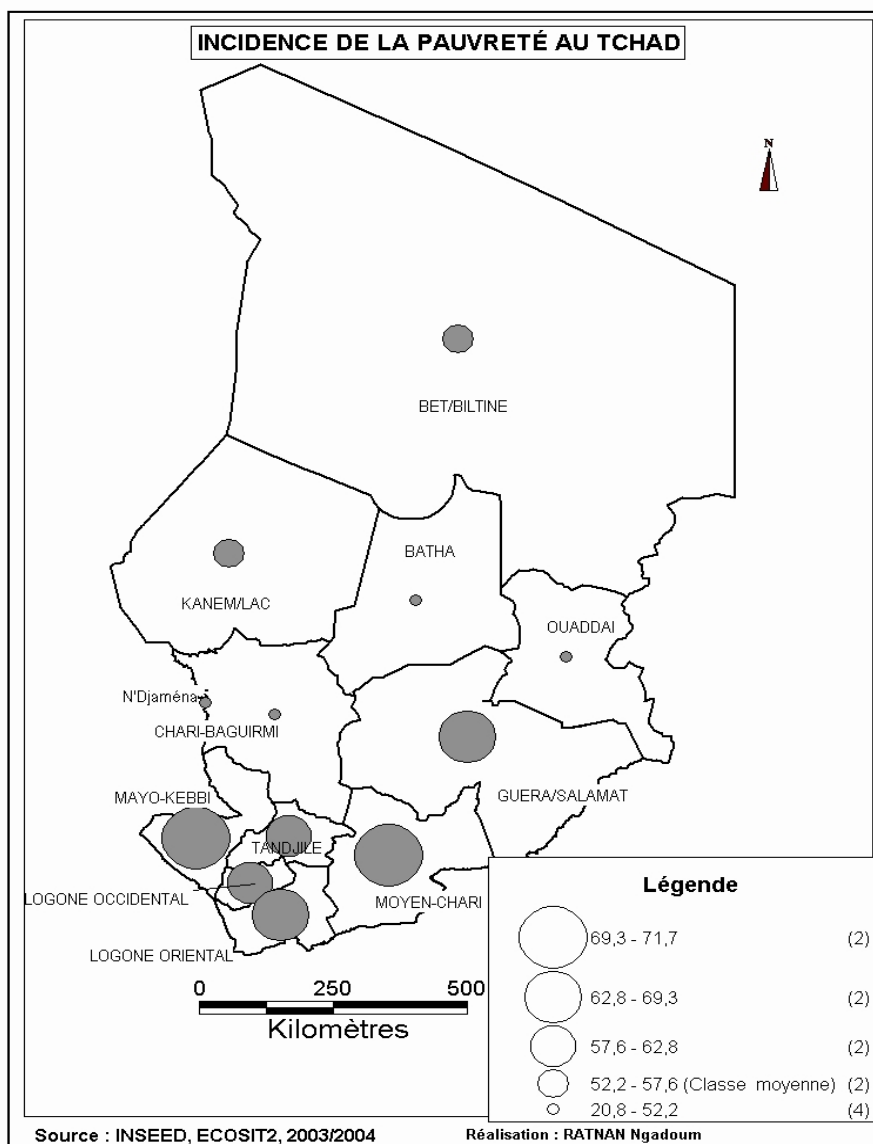 INCIDENCE DE LA PAUVRETÉ AU TCHAD
N
BET/BILTINE
BATHA
KANEM/LAC
OUADDAI
N'Djaména
CHARI-BAGUIRMI
GUERA/SALAMAT
MAYO-KEBBI
TANDJILE
LOGONE OCCIDENTAL
MOYEN-CHARI
LOGONE ORIENTAL
0 250 500
Kilomètres
Légende
69,3 - 71,7 (2)
62,8 - 69,3 (2)
57,6 - 62,8 (2)
52,2 - 57,6 (Classe moyenne) (2)
20,8 - 52,2 (4)
Source : INSEED, ECOSIT2, 2003/2004 Réalisation : RATNAN Ngadoum